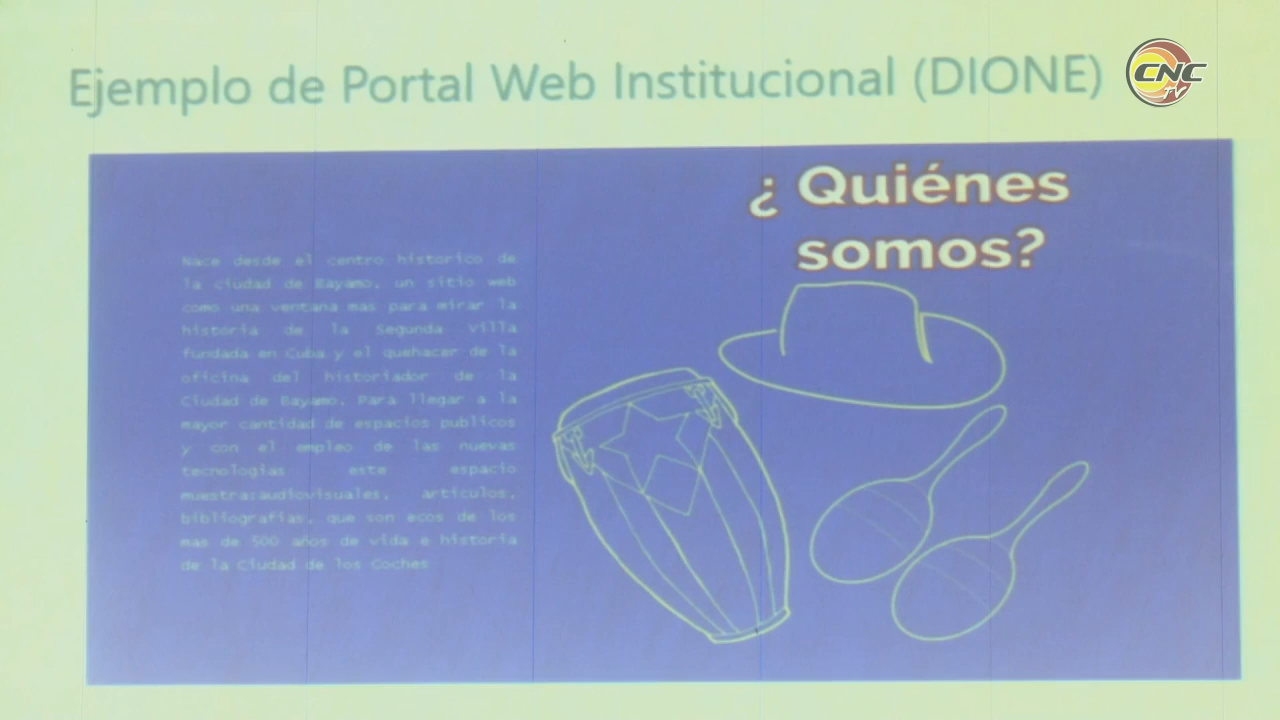 Ejemplo de Portal Web Institucional (DIONE)
CNC
TV
¿ Quiénes
somos?
Nace desde el centro historico de
la ciudad de Bayamo, un sitio web
como una ventana mas para mirar la
historia de la Segunda villa
fundada en Cuba y el quehacer de la
oficina del historiador de la
Ciudad de Bayamo. Para llegar a la
mayor cantidad de espacios publicos
y con el empleo de las nuevas
tecnologias este espacio
muestra:audiovisuales, articulos,
bibliografias, que son ecos de los
mas de 500 años de vida e historia
de la Ciudad de los Coches